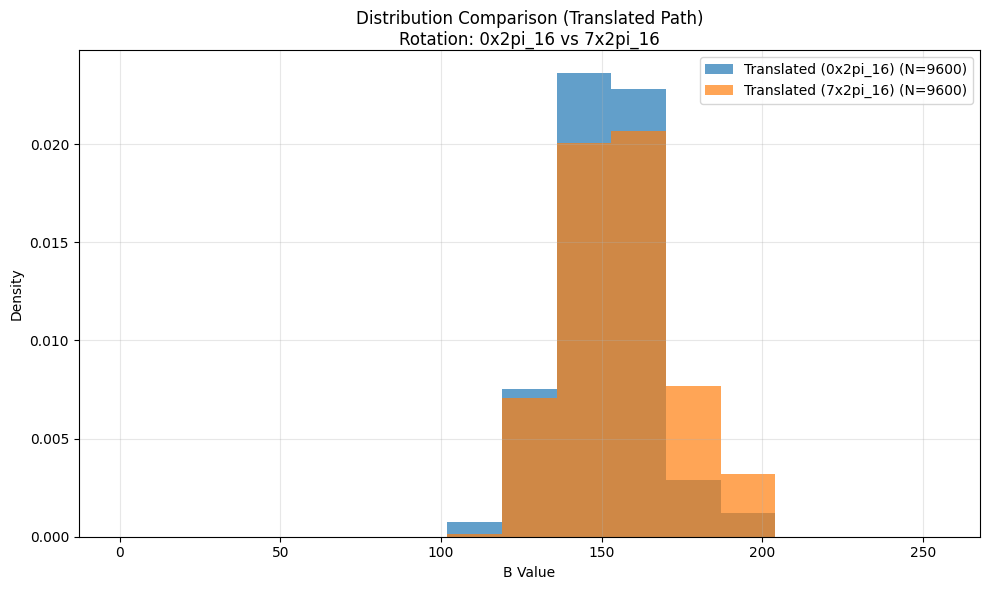 Distribution Comparison (Translated Path)
Rotation: 0x2pi_16 vs 7x2pi_16
Translated (0x2pi_16) (N=9600)
Translated (7x2pi_16) (N=9600)
Density
0.020
0.015
0.010
0.005
0.000
0 50 100 150 200 250
B Value